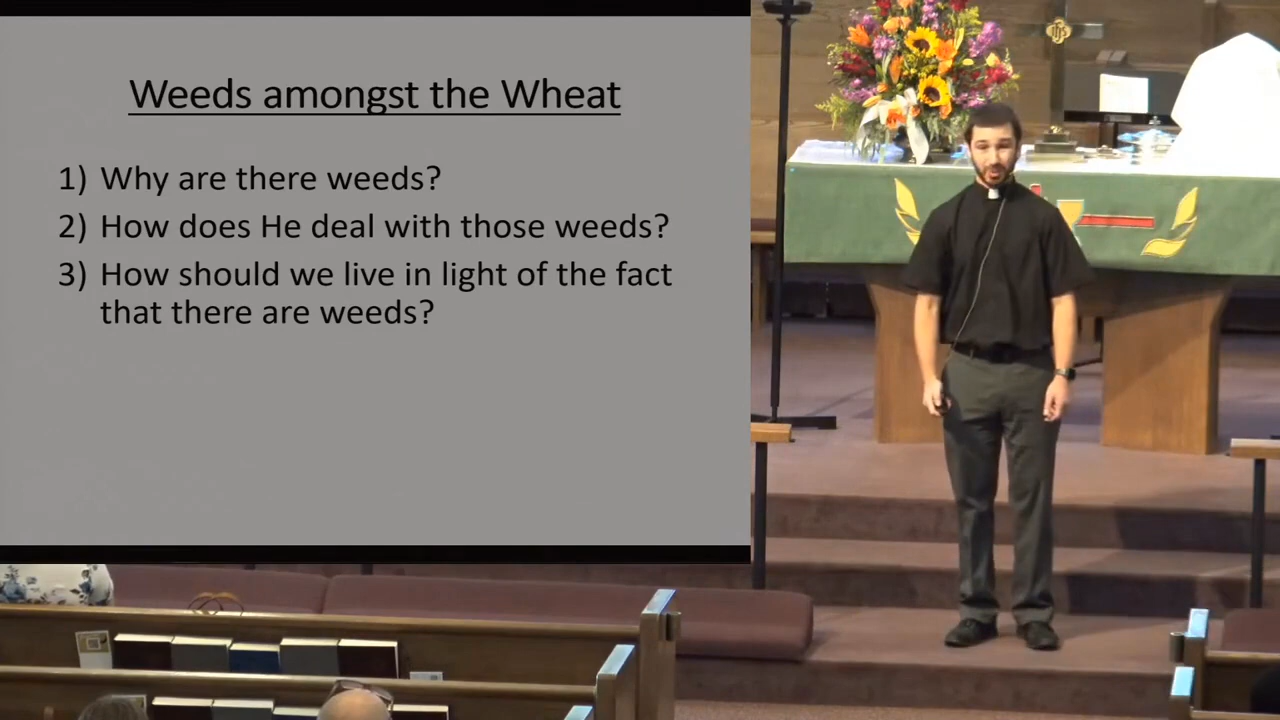 Weeds amongst the Wheat
1) Why are there weeds?
2) How does He deal with those weeds?
3) How should we live in light of the fact
that there are weeds?
IHS